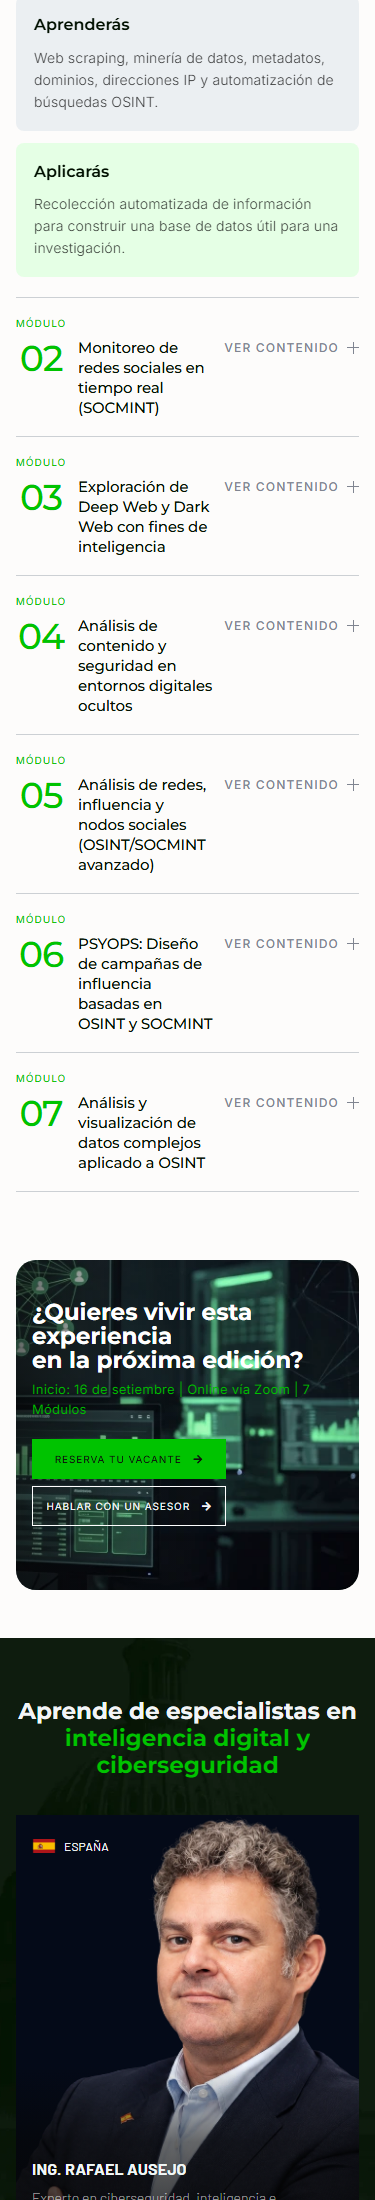 Aprenderás
Web scraping, minería de datos, metadatos,
dominios, direcciones IP y automatización de
búsquedas OSINT.
Aplicarás
Recolección automatizada de información
para construir una base de datos útil para una
investigación.
MÓDULO
02
Monitoreo de
redes sociales en
tiempo real
(SOCMINT)
VER CONTENIDO
MÓDULO
03
Exploración de
Deep Web y Dark
Web con fines de
inteligencia
VER CONTENIDO
MÓDULO
04
Análisis de
contenido y
seguridad en
entornos digitales
ocultos
VER CONTENIDO
MÓDULO
05
Análisis de redes,
influencia y
nodos sociales
(OSINT/SOCMINT
avanzado)
VER CONTENIDO
MÓDULO
06
PSYOPS: Diseño
de campañas de
influencia
basadas en
OSINT y SOCMINT
VER CONTENIDO
MÓDULO
07
Análisis y
visualización de
datos complejos
aplicado a OSINT
VER CONTENIDO
¿Quieres vivir esta
experiencia
en la próxima edición?
Inicio: 16 de setiembre | Online vía Zoom | 7
Módulos
RESERVA TU VACANTE
HABLAR CON UN ASESOR
Aprende de especialistas en
inteligencia digital y
ciberseguridad
ESPAÑA
ING. RAFAEL AUSEJO
Experto en ciberseguridad, inteligencia e